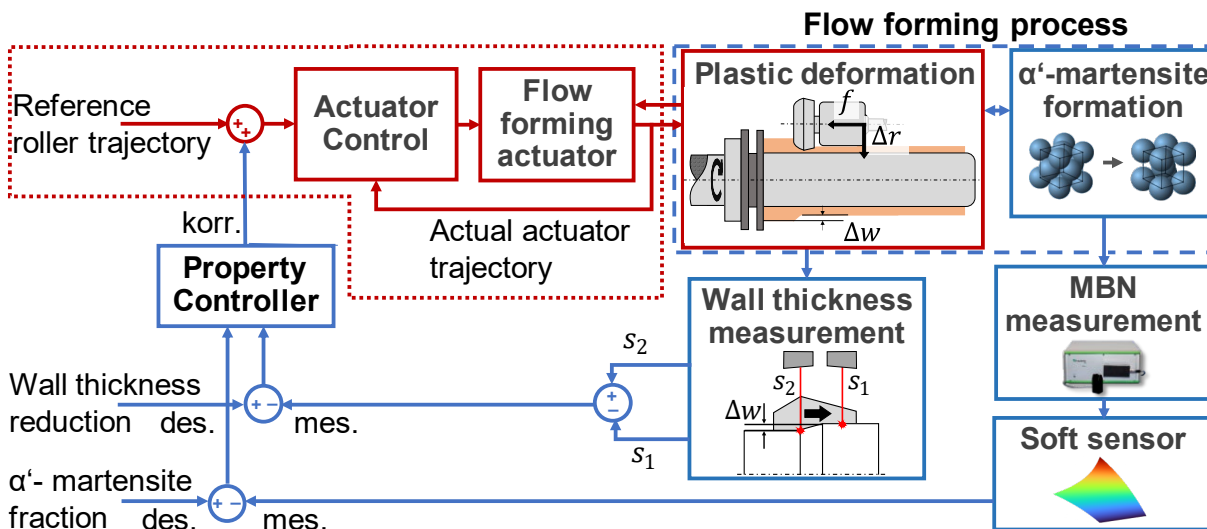 Flow forming process
Reference
roller trajectory
+
+
Actuator
Control
Flow
forming
actuator
Plastic deformation
f
Δr
Δw
α‘-martensite
formation
korr.
Actual actuator
trajectory
Property
Controller
Wall thickness
measurement
s2
s1
Δw
MBN
measurement
s2
+
−
s1
Wall thickness
reduction
des.
+ −
mes.
Soft sensor
α‘- martensite
fraction
des.
+ −
mes.